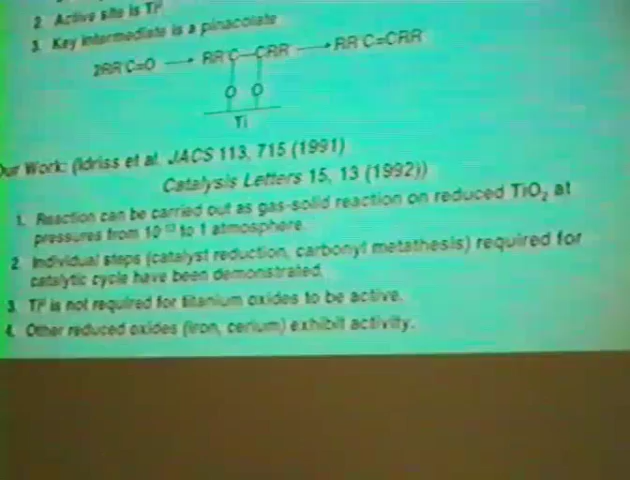 2. Active site is Ti⁰
3. Key intermediate is a pinacolate
2RR'C=O → RR'C—CRR' → RR'C=CRR'
O O
Ti
Our Work: (Idriss et al. JACS 113, 715 (1991)
Catalysis Letters 15, 13 (1992))
1. Reaction can be carried out as gas-solid reaction on reduced TiO₂ at
pressures from 10⁻¹³ to 1 atmosphere.
2. Individual steps (catalyst reduction, carbonyl metathesis) required for
catalytic cycle have been demonstrated.
3. Ti⁰ is not required for titanium oxides to be active.
4. Other reduced oxides (iron, cerium) exhibit activity.